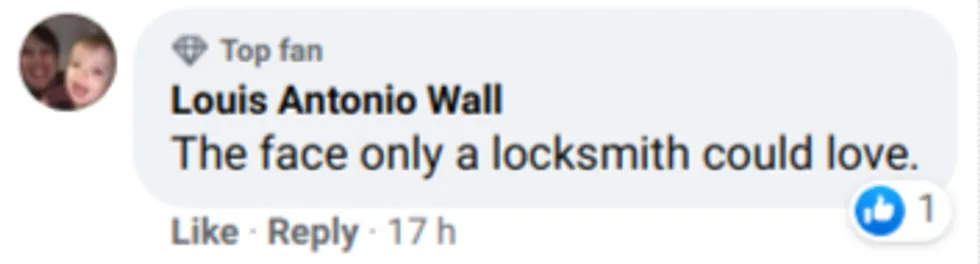 Top fan
Louis Antonio Wall
The face only a locksmith could love.
1
Like · Reply · 17 h